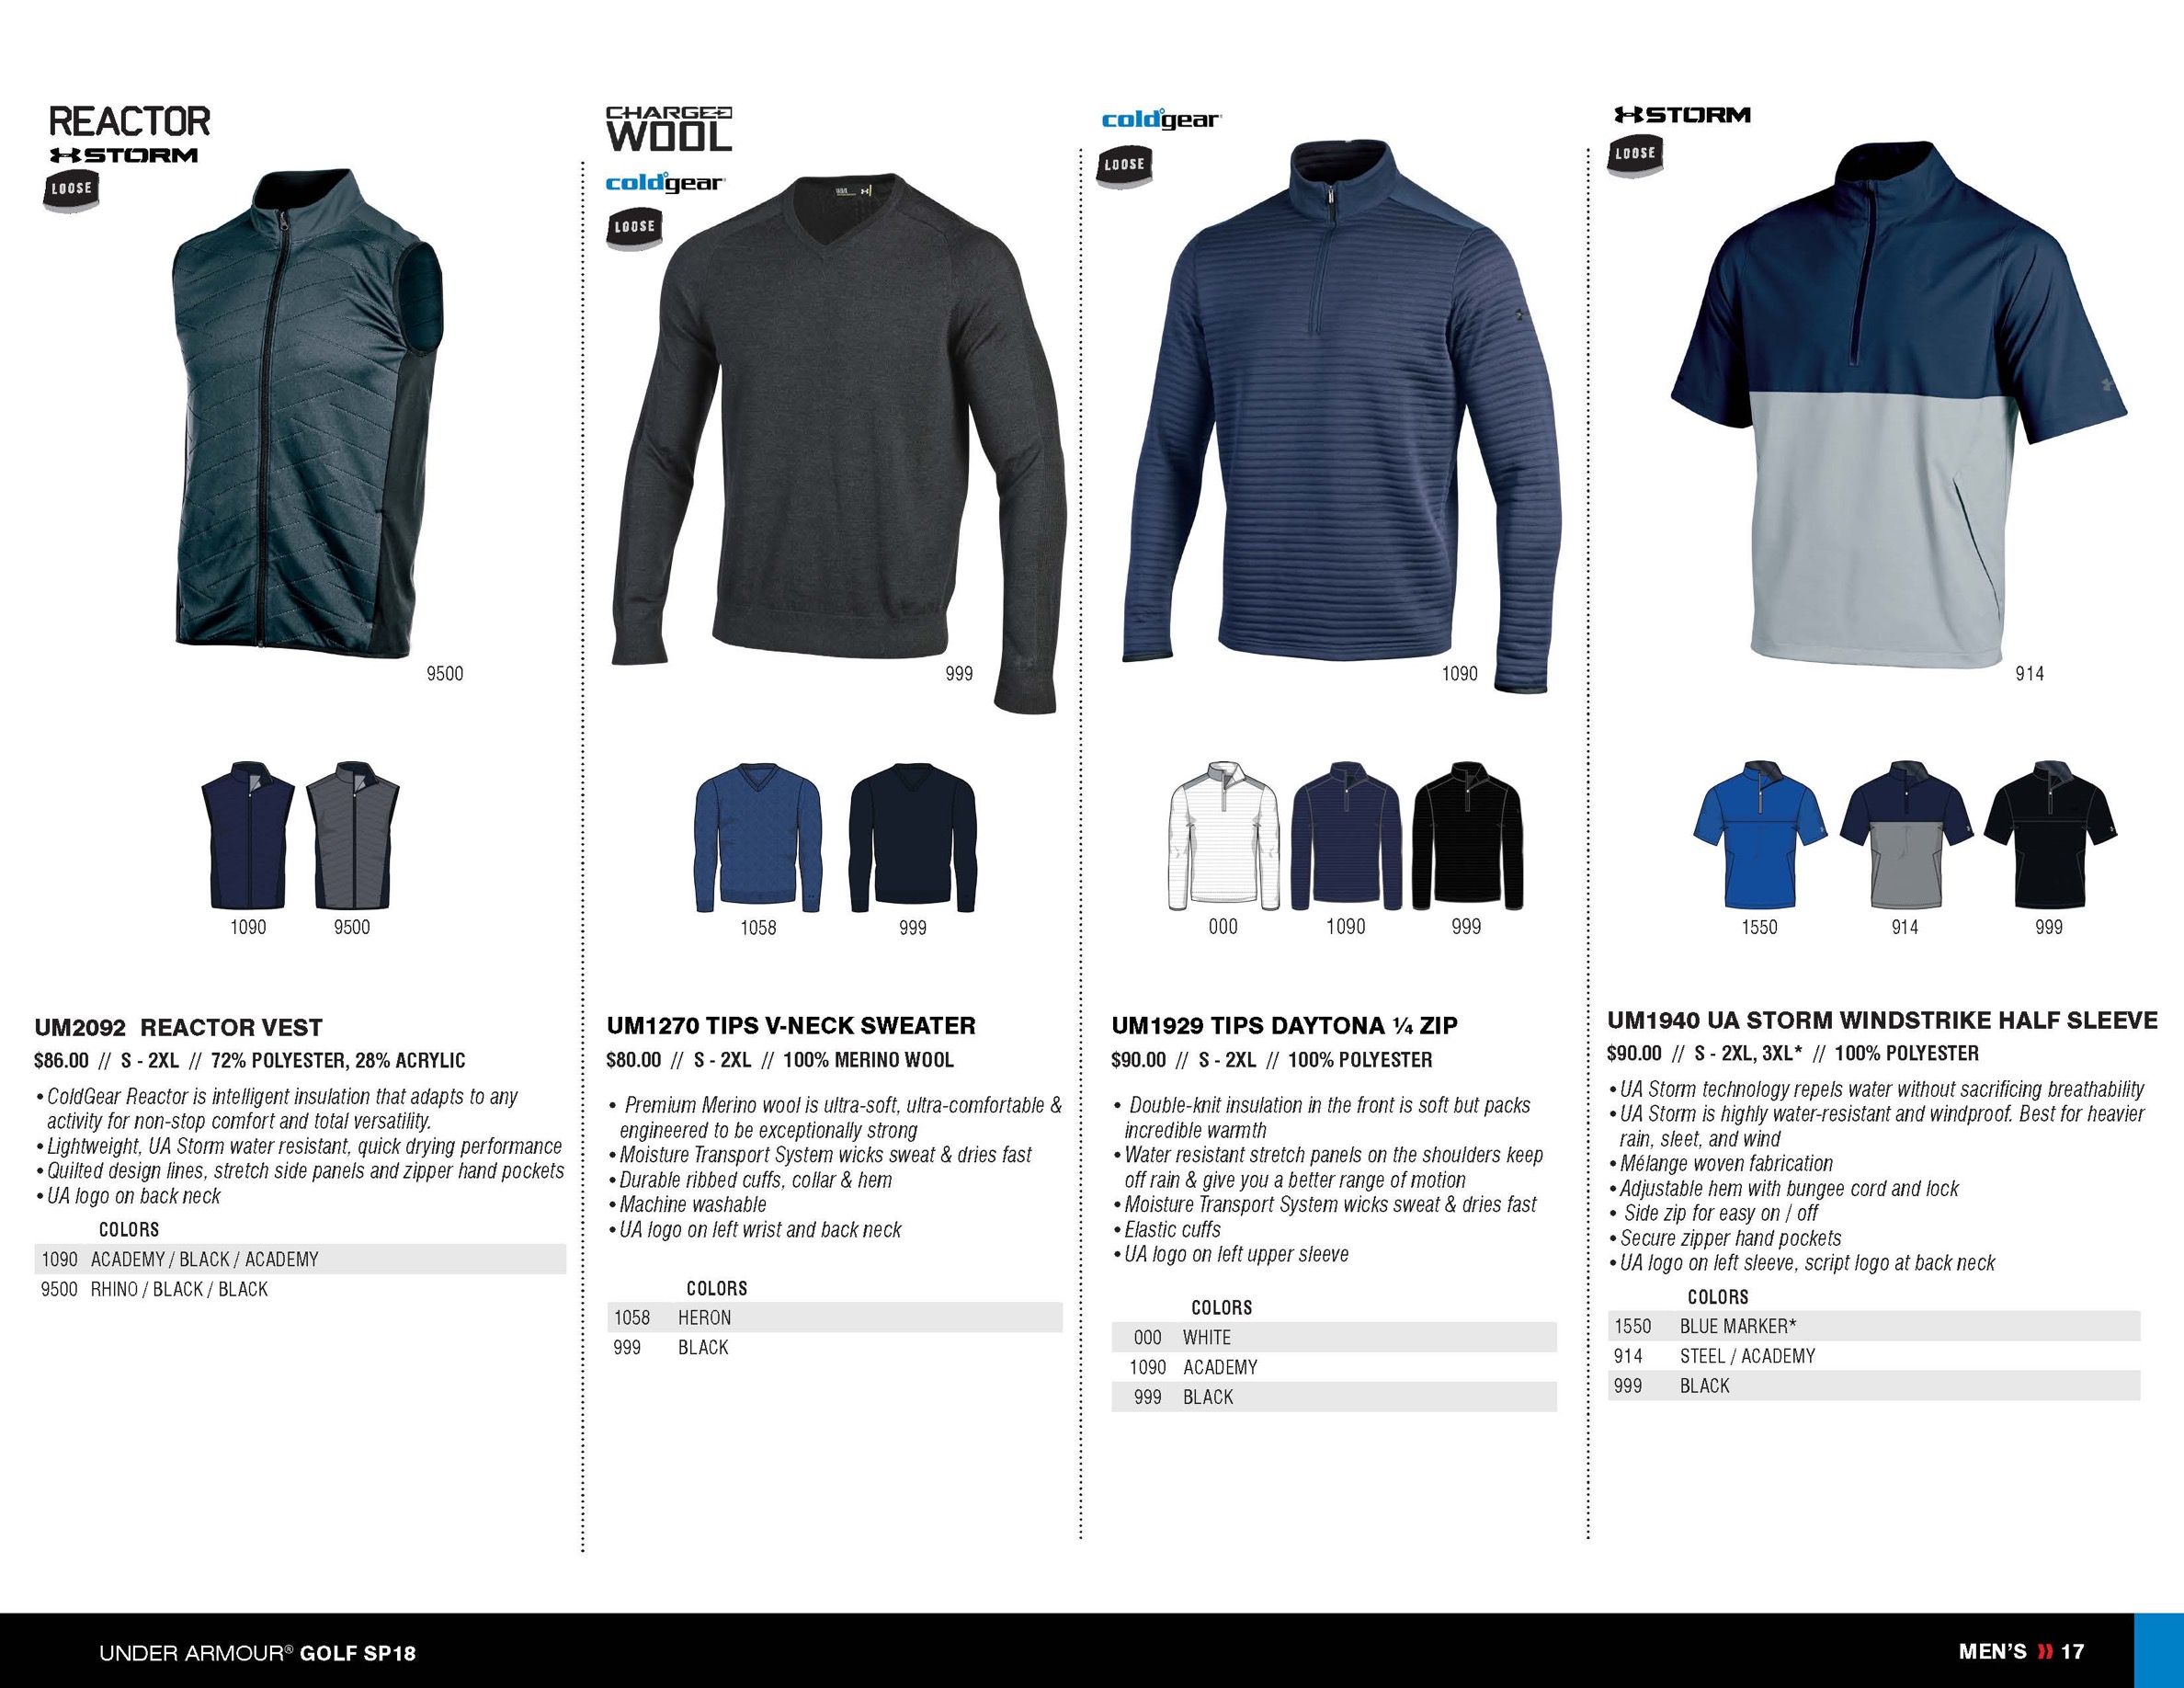 REACTOR
STORM
LOOSE
9500
1090 9500
UM2092 REACTOR VEST
$86.00 // S - 2XL // 72% POLYESTER, 28% ACRYLIC
• ColdGear Reactor is intelligent insulation that adapts to any
activity for non-stop comfort and total versatility.
• Lightweight, UA Storm water resistant, quick drying performance
• Quilted design lines, stretch side panels and zipper hand pockets
• UA logo on back neck
COLORS
1090 ACADEMY / BLACK / ACADEMY
9500 RHINO / BLACK / BLACK
CHARGED
WOOL
coldgear
LOOSE
999
1058 999
UM1270 TIPS V-NECK SWEATER
$80.00 // S - 2XL // 100% MERINO WOOL
• Premium Merino wool is ultra-soft, ultra-comfortable &
engineered to be exceptionally strong
• Moisture Transport System wicks sweat & dries fast
• Durable ribbed cuffs, collar & hem
• Machine washable
• UA logo on left wrist and back neck
COLORS
1058 HERON
999 BLACK
coldgear
LOOSE
1090
000 1090 999
UM1929 TIPS DAYTONA ¼ ZIP
$90.00 // S - 2XL // 100% POLYESTER
• Double-knit insulation in the front is soft but packs
incredible warmth
• Water resistant stretch panels on the shoulders keep
off rain & give you a better range of motion
• Moisture Transport System wicks sweat & dries fast
• Elastic cuffs
• UA logo on left upper sleeve
COLORS
000 WHITE
1090 ACADEMY
999 BLACK
STORM
LOOSE
914
1550 914 999
UM1940 UA STORM WINDSTRIKE HALF SLEEVE
$90.00 // S - 2XL, 3XL* // 100% POLYESTER
• UA Storm technology repels water without sacrificing breathability
• UA Storm is highly water-resistant and windproof. Best for heavier
rain, sleet, and wind
• Mélange woven fabrication
• Adjustable hem with bungee cord and lock
• Side zip for easy on / off
• Secure zipper hand pockets
• UA logo on left sleeve, script logo at back neck
COLORS
1550 BLUE MARKER*
914 STEEL / ACADEMY
999 BLACK
UNDER ARMOUR® GOLF SP18
MEN'S » 17